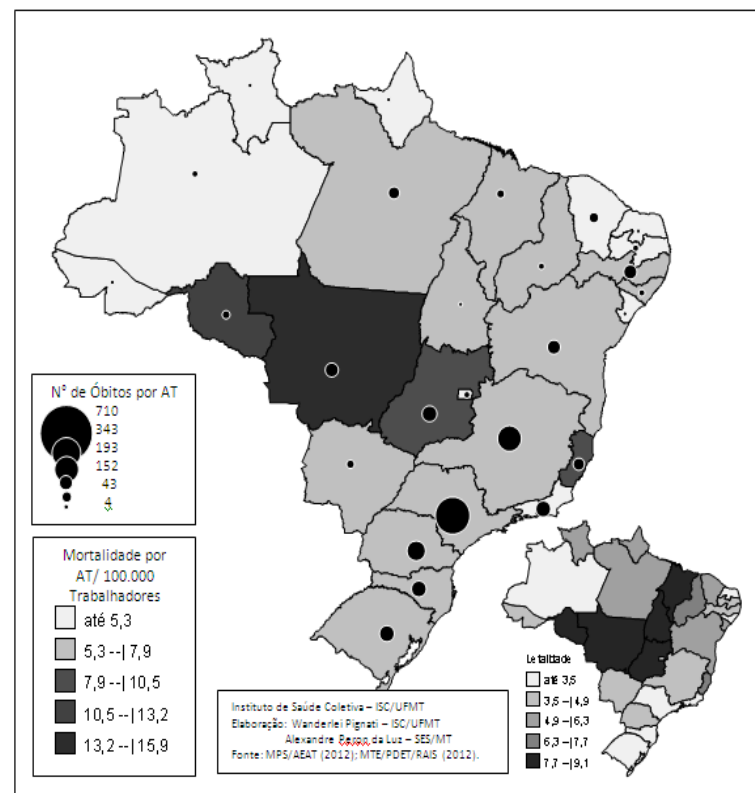 N° de Óbitos por AT
710
343
193
152
43
4
Mortalidade por
AT/ 100.000
Trabalhadores
até 5,3
5,3 --| 7,9
7,9 --| 10,5
10,5 --| 13,2
13,2 --| 15,9
Instituto de Saúde Coletiva – ISC/UFMT
Elaboração: Wanderlei Pignati – ISC/UFMT
Alexandre da Luz – SES/MT
Fonte: MPS/AEAT (2012); MTE/PDET/RAIS (2012).
Letalidade
até 3,5
3,5 --| 4,9
4,9 --| 6,3
6,3 --| 7,7
7,7 --| 9,1